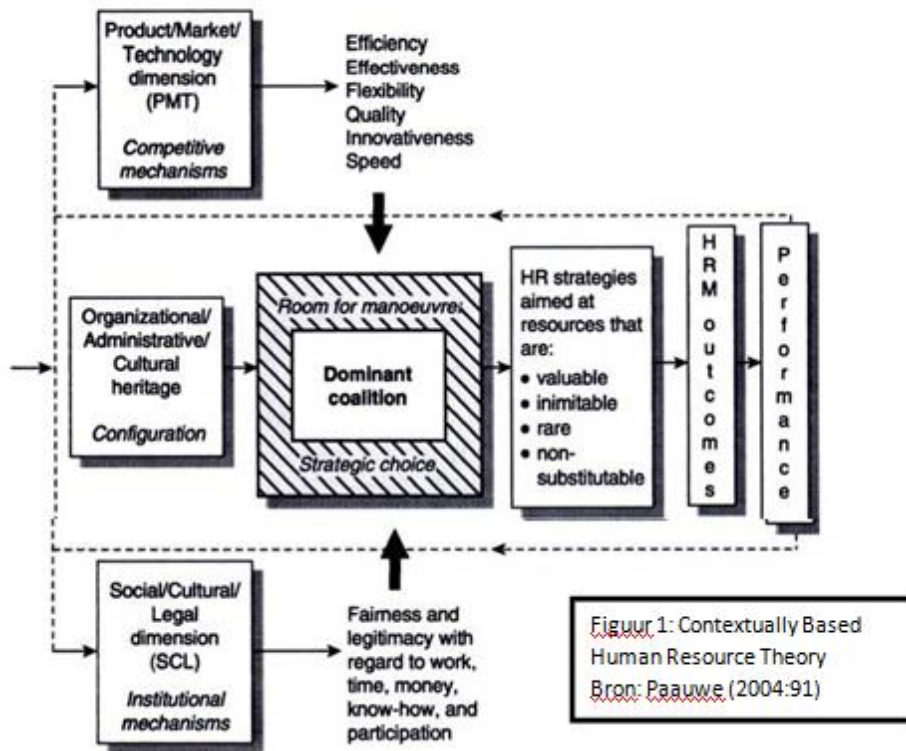 Product/Market/
Technology
dimension
(PMT)
Competitive
mechanisms
Efficiency
Effectiveness
Flexibility
Quality
Innovativeness
Speed
Organizational/
Administrative/
Cultural
heritage
Configuration
Room for manoeuvre
Dominant
coalition
Strategic choice
HR strategies
aimed at
resources that
are:
• valuable
• inimitable
• rare
• non-
substitutable
HRM outcomes
Performance
Social/Cultural/
Legal
dimension
(SCL)
Institutional
mechanisms
Fairness and
legitimacy with
regard to work,
time, money,
know-how, and
participation
Figuur 1: Contextually Based
Human Resource Theory
Bron: Paauwe (2004:91)